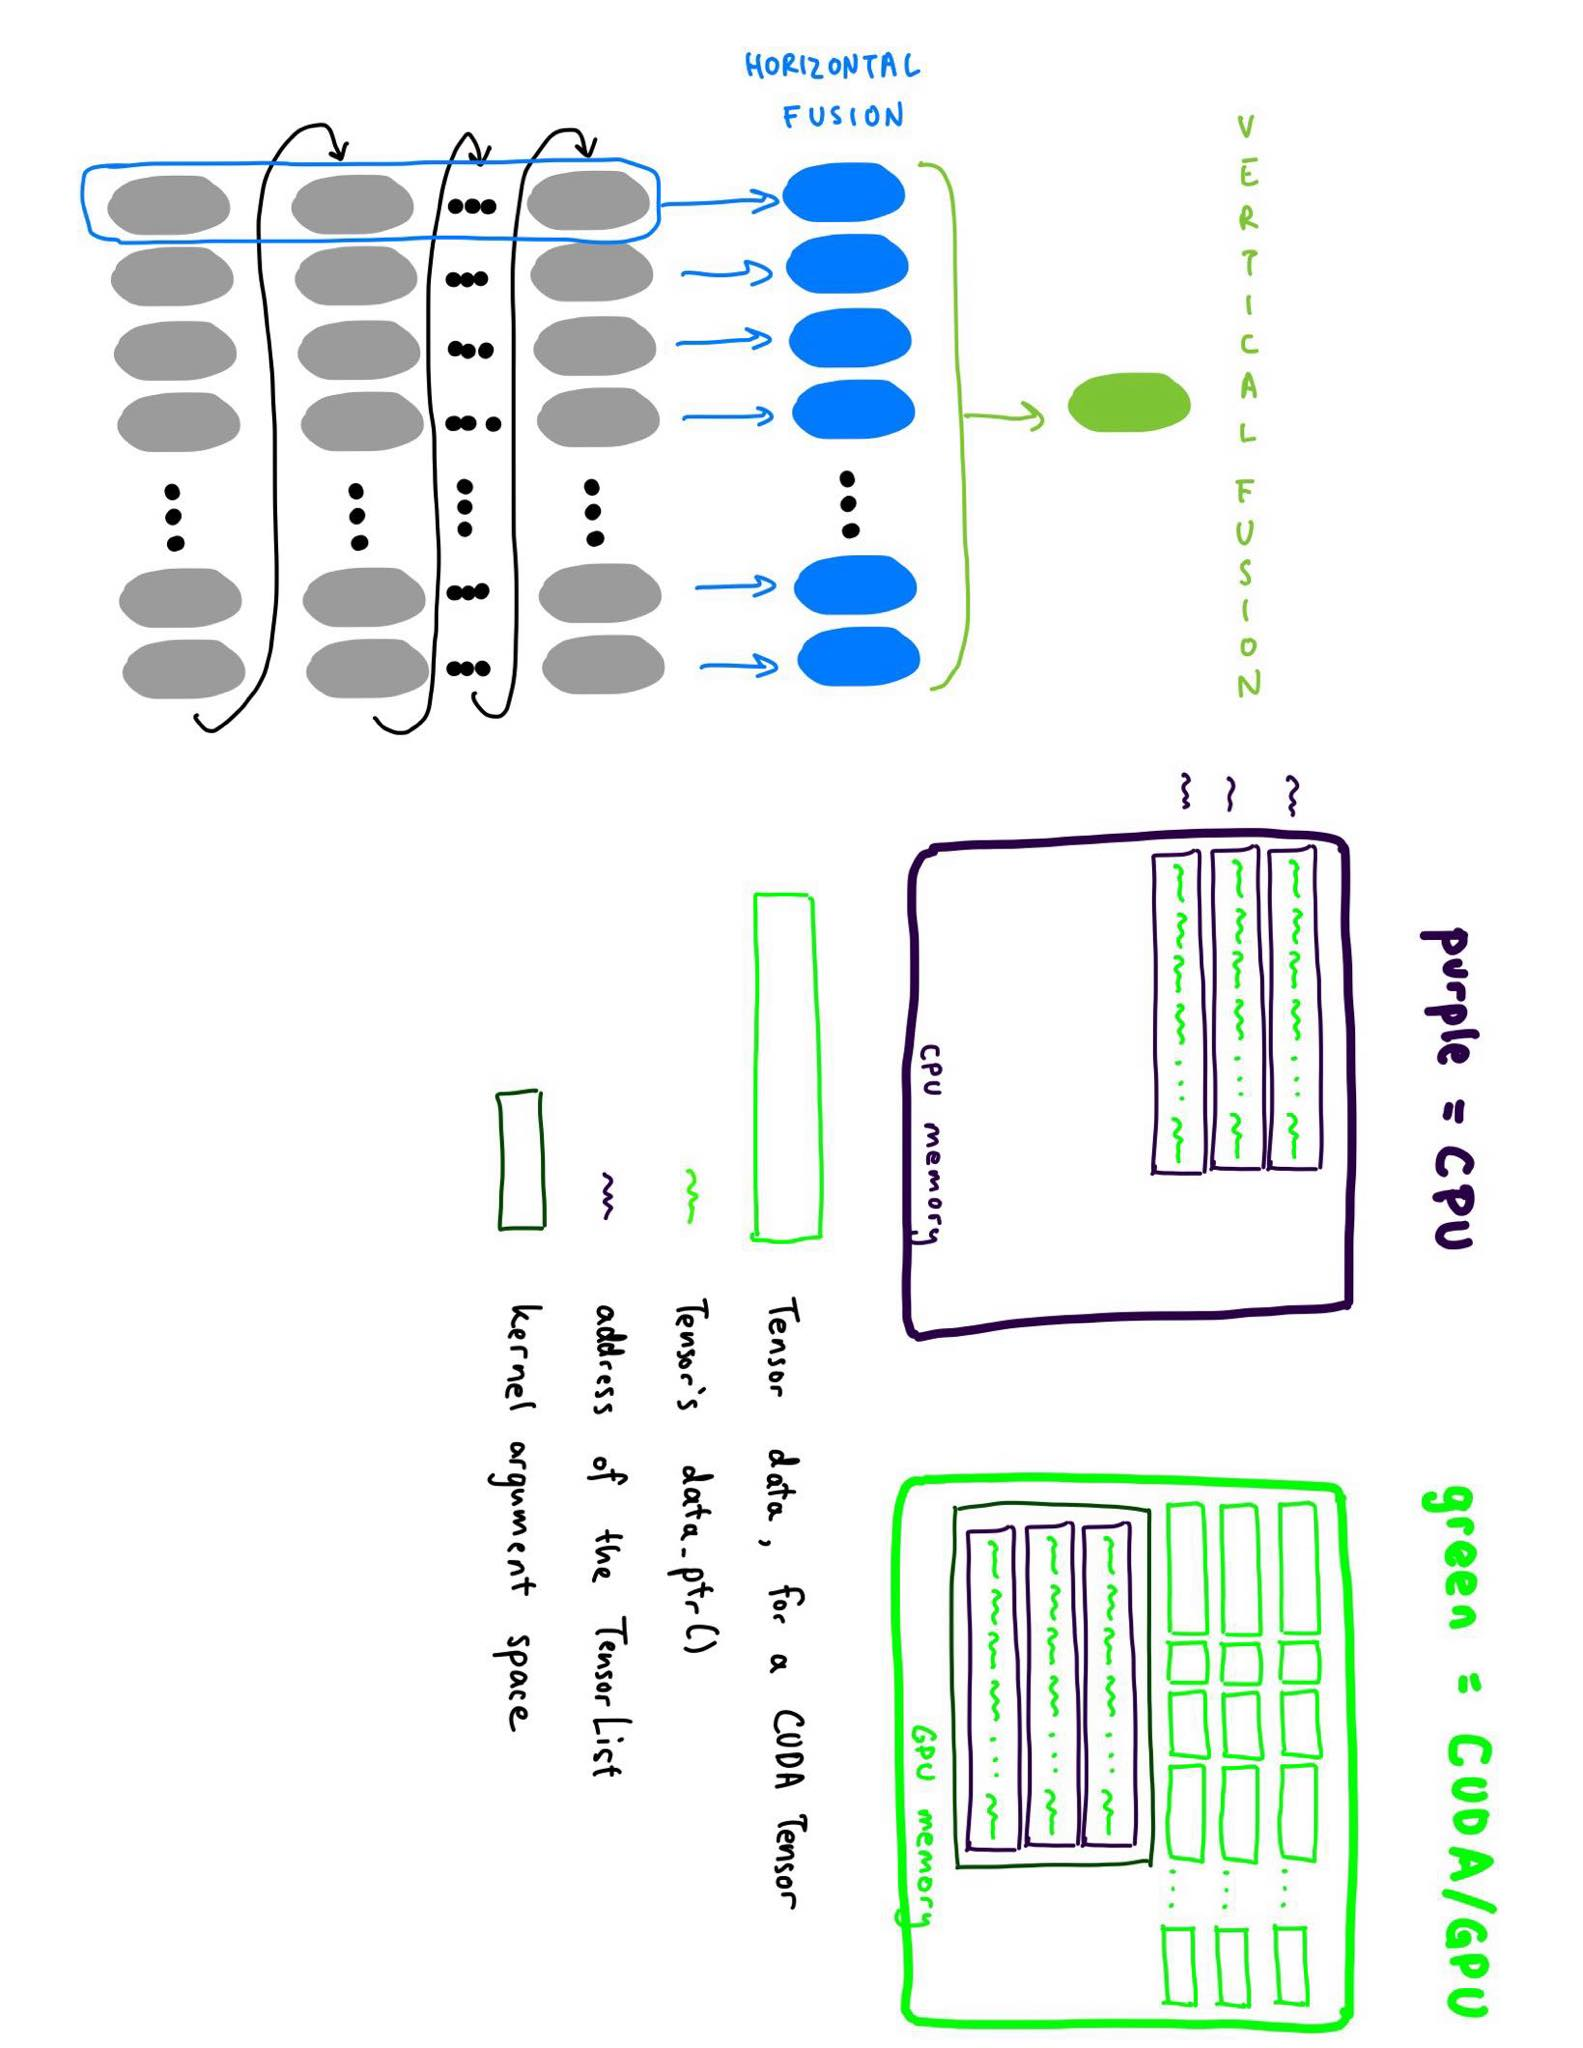 HORIZONTAL
FUSION
VERTICAL FUSION
purple = CPU
green = CUDA/GPU
CPU memory
GPU memory
Tensor data, for a CUDA Tensor
Tensor's data_ptr()
address of the TensorList
kernel argument space